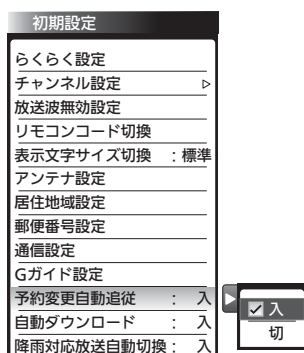 初期設定
らくらく設定
チャンネル設定
放送波無効設定
リモコンコード切換
表示文字サイズ切換 : 標準
アンテナ設定
居住地域設定
郵便番号設定
通信設定
Gガイド設定
予約変更自動追従 : 入
自動ダウンロード : 入
降雨対応放送自動切換 : 入
入
切